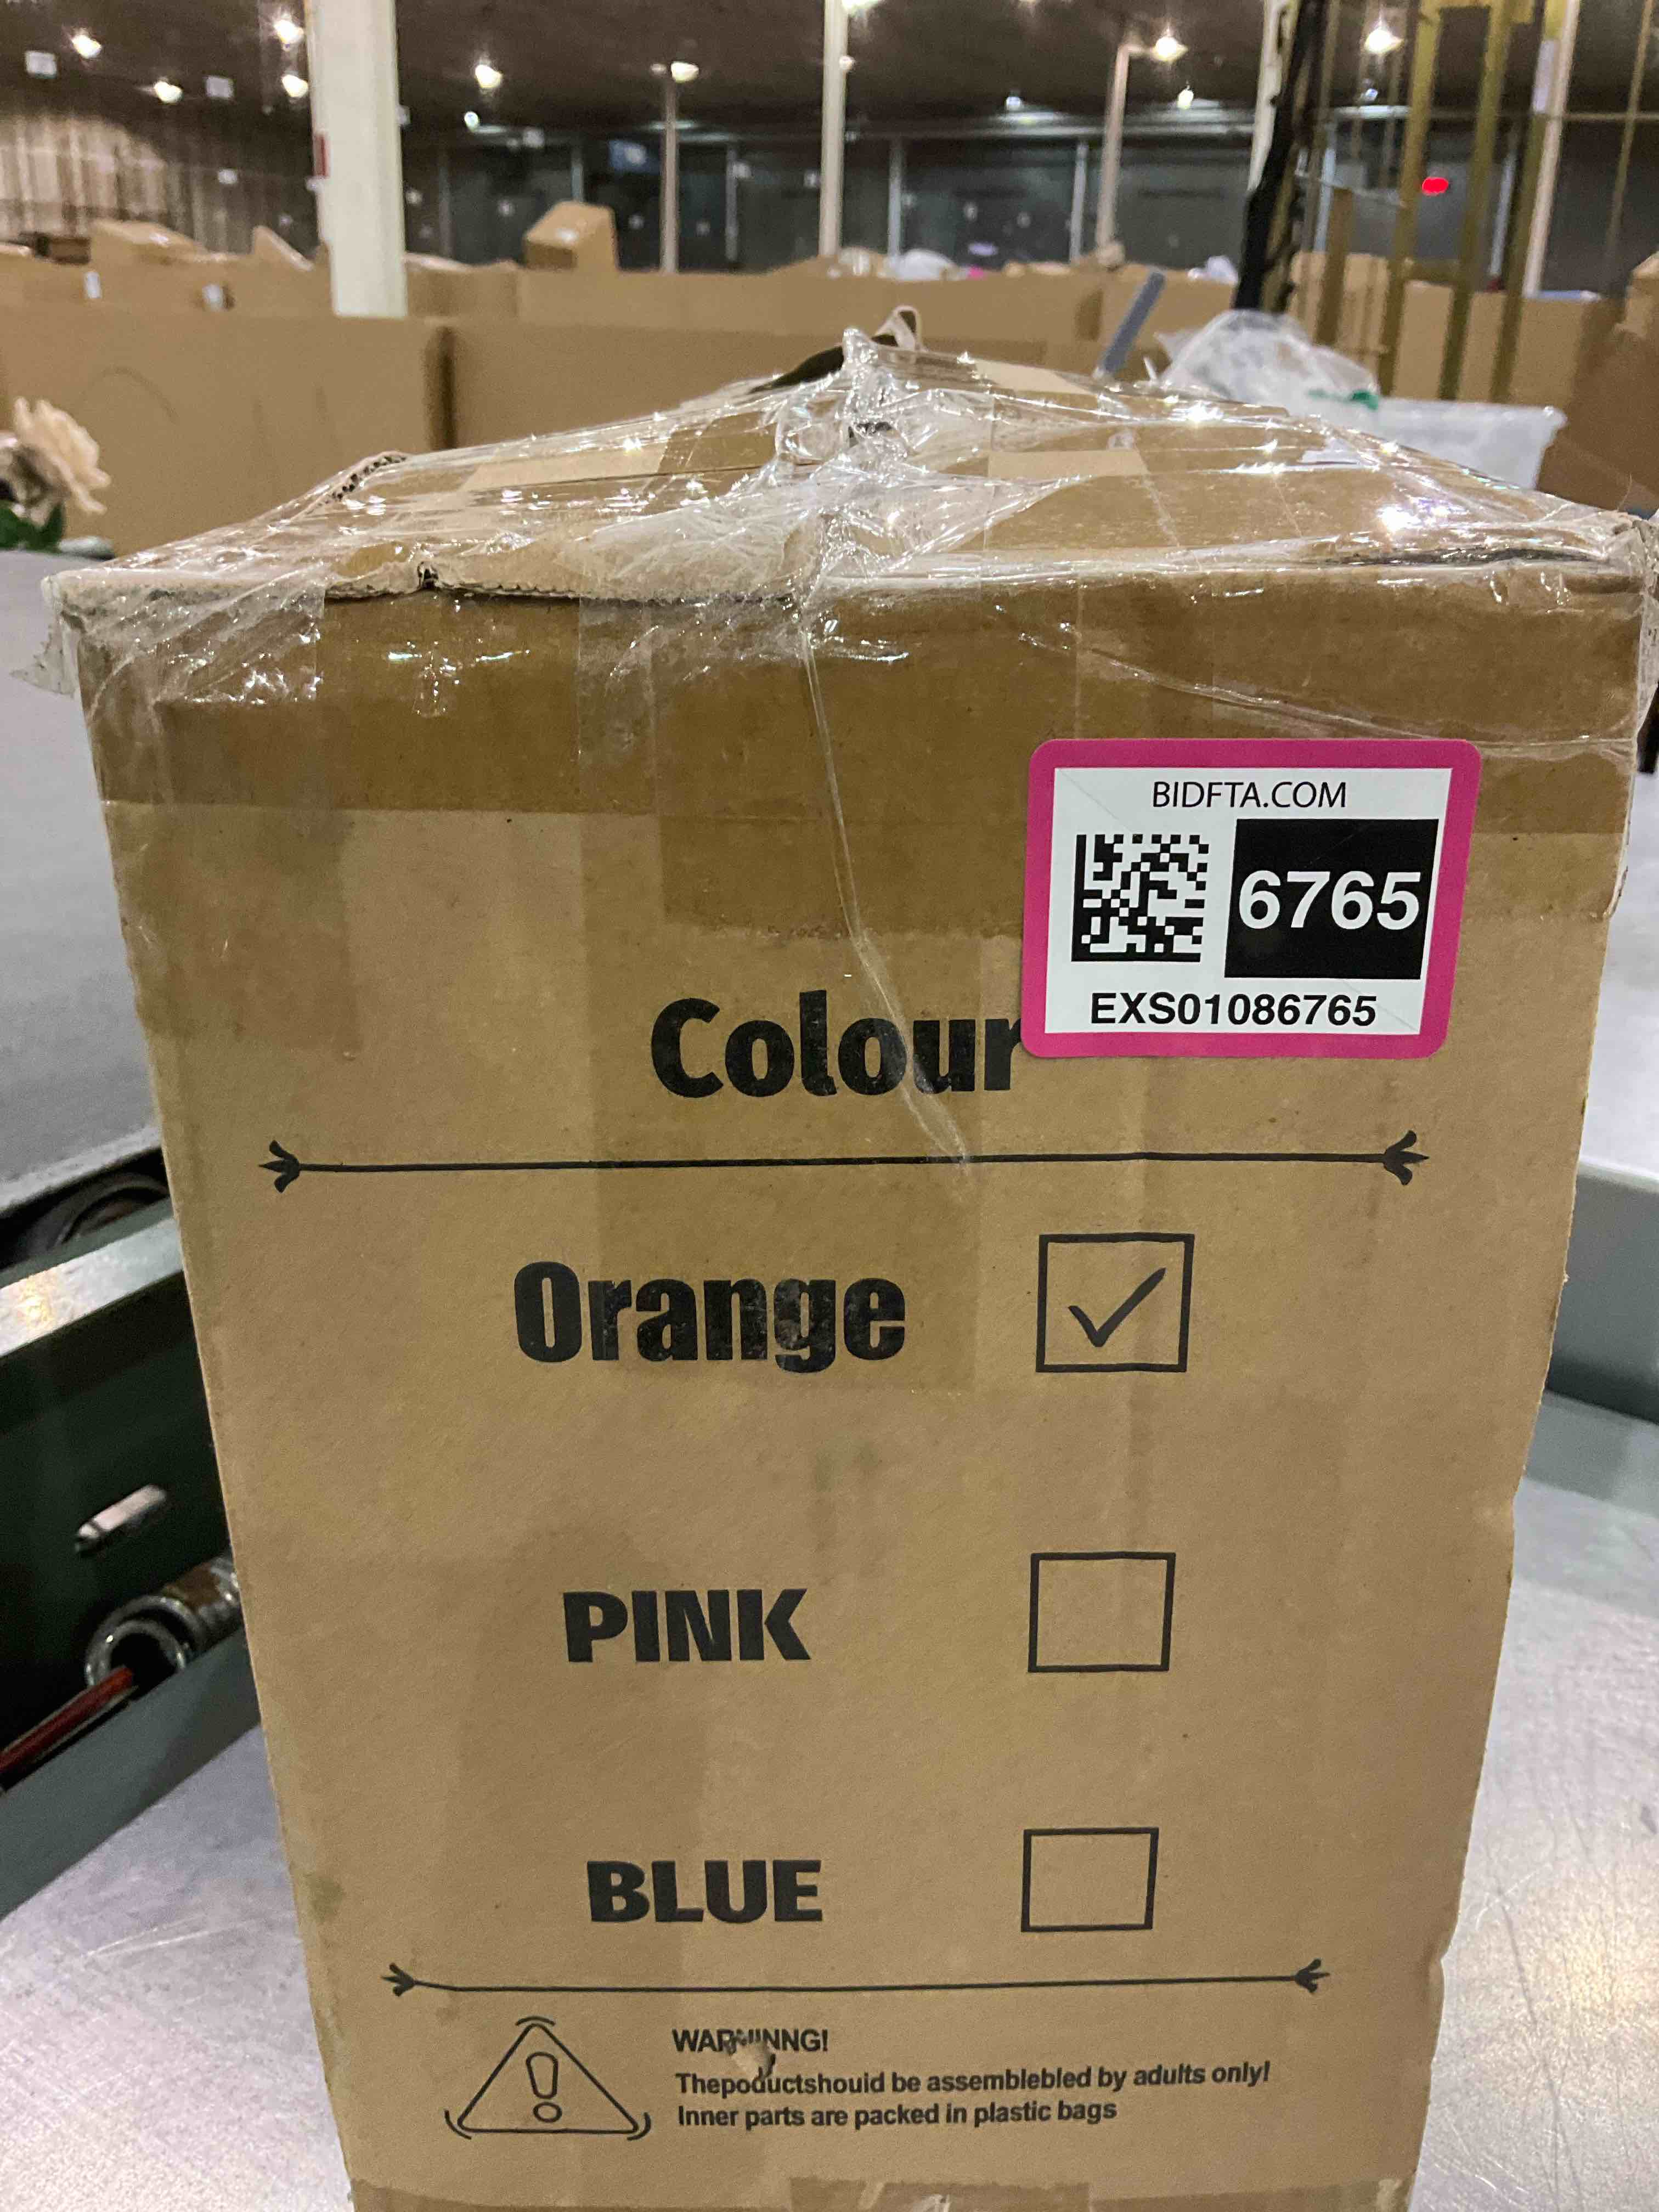 BIDFTA.COM
6765
EXS01086765
Colour
Orange
PINK
BLUE
WARNINNG!
Thepoductshouid be assemblebled by adults only!
Inner parts are packed in plastic bags